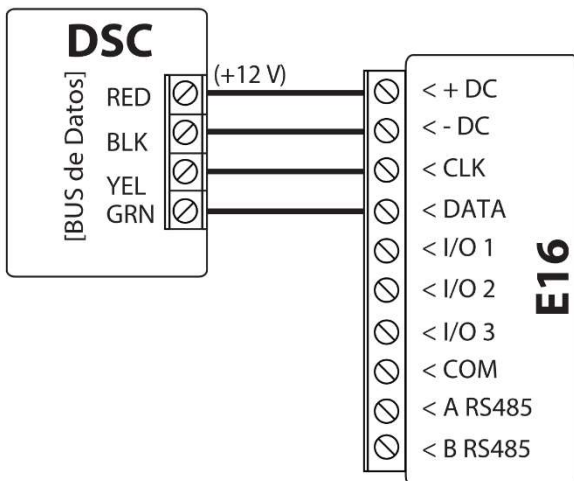 DSC
[BUS de Datos]
RED
BLK
YEL
GRN
(+12 V)
< + DC
< - DC
< CLK
< DATA
< I/O 1
< I/O 2
< I/O 3
< COM
< A RS485
< B RS485
E16